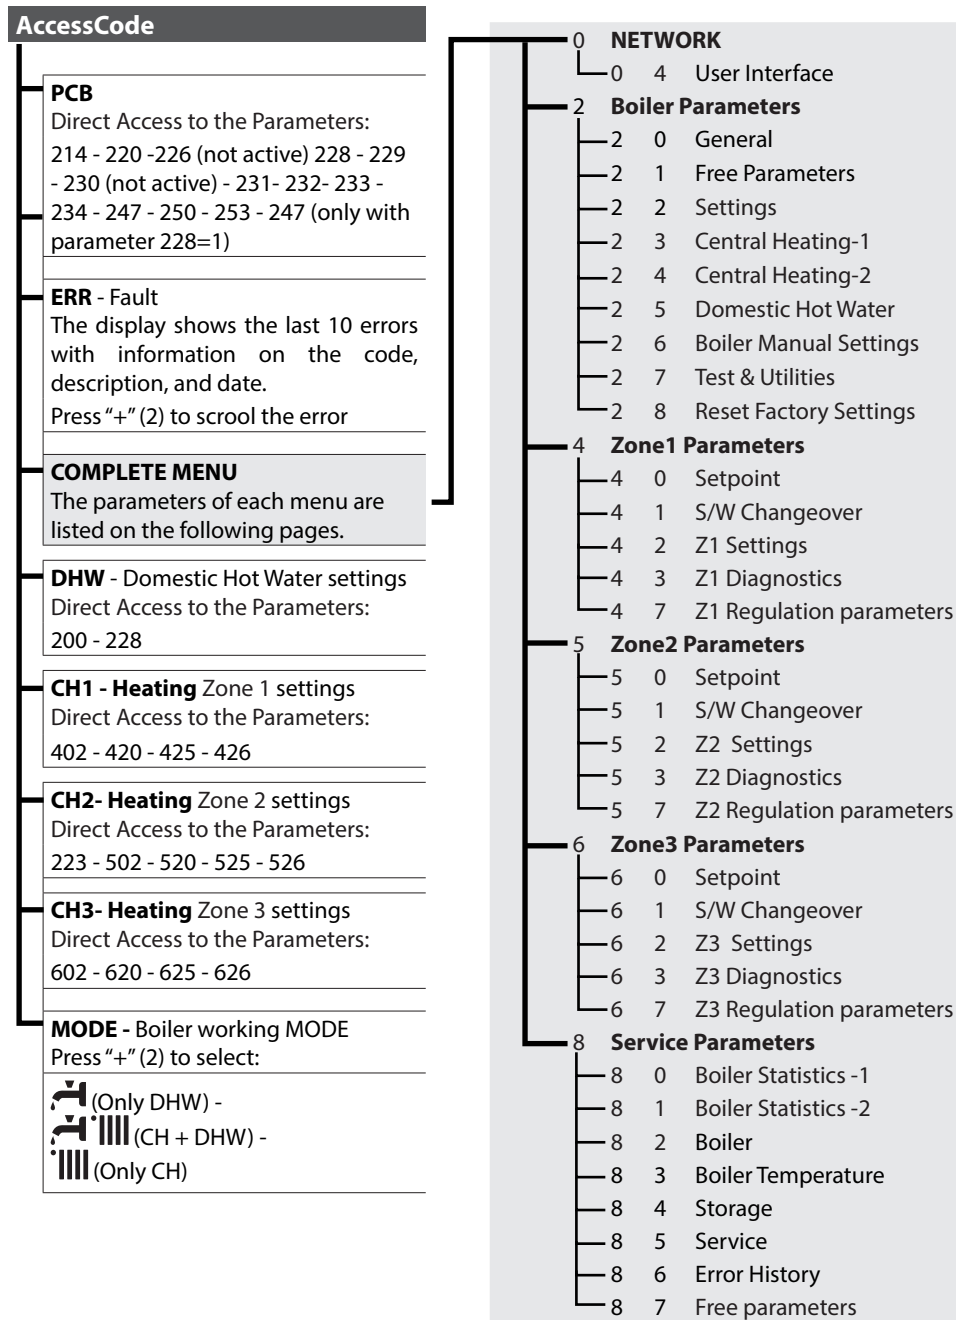 AccessCode
PCB
Direct Access to the Parameters:
214 - 220 -226 (not active) 228 - 229
- 230 (not active) - 231- 232- 233 -
234 - 247 - 250 - 253 - 247 (only with
parameter 228=1)
ERR - Fault
The display shows the last 10 errors
with information on the code,
description, and date.
Press "+" (2) to scrool the error
COMPLETE MENU
The parameters of each menu are
listed on the following pages.
DHW - Domestic Hot Water settings
Direct Access to the Parameters:
200 - 228
CH1 - Heating Zone 1 settings
Direct Access to the Parameters:
402 - 420 - 425 - 426
CH2- Heating Zone 2 settings
Direct Access to the Parameters:
223 - 502 - 520 - 525 - 526
CH3- Heating Zone 3 settings
Direct Access to the Parameters:
602 - 620 - 625 - 626
MODE - Boiler working MODE
Press "+" (2) to select:
(Only DHW) -
(CH + DHW) -
(Only CH)
0 NETWORK
0 4 User Interface
2 Boiler Parameters
2 0 General
2 1 Free Parameters
2 2 Settings
2 3 Central Heating-1
2 4 Central Heating-2
2 5 Domestic Hot Water
2 6 Boiler Manual Settings
2 7 Test & Utilities
2 8 Reset Factory Settings
4 Zone1 Parameters
4 0 Setpoint
4 1 S/W Changeover
4 2 Z1 Settings
4 3 Z1 Diagnostics
4 7 Z1 Regulation parameters
5 Zone2 Parameters
5 0 Setpoint
5 1 S/W Changeover
5 2 Z2 Settings
5 3 Z2 Diagnostics
5 7 Z2 Regulation parameters
6 Zone3 Parameters
6 0 Setpoint
6 1 S/W Changeover
6 2 Z3 Settings
6 3 Z3 Diagnostics
6 7 Z3 Regulation parameters
8 Service Parameters
8 0 Boiler Statistics -1
8 1 Boiler Statistics -2
8 2 Boiler
8 3 Boiler Temperature
8 4 Storage
8 5 Service
8 6 Error History
8 7 Free parameters